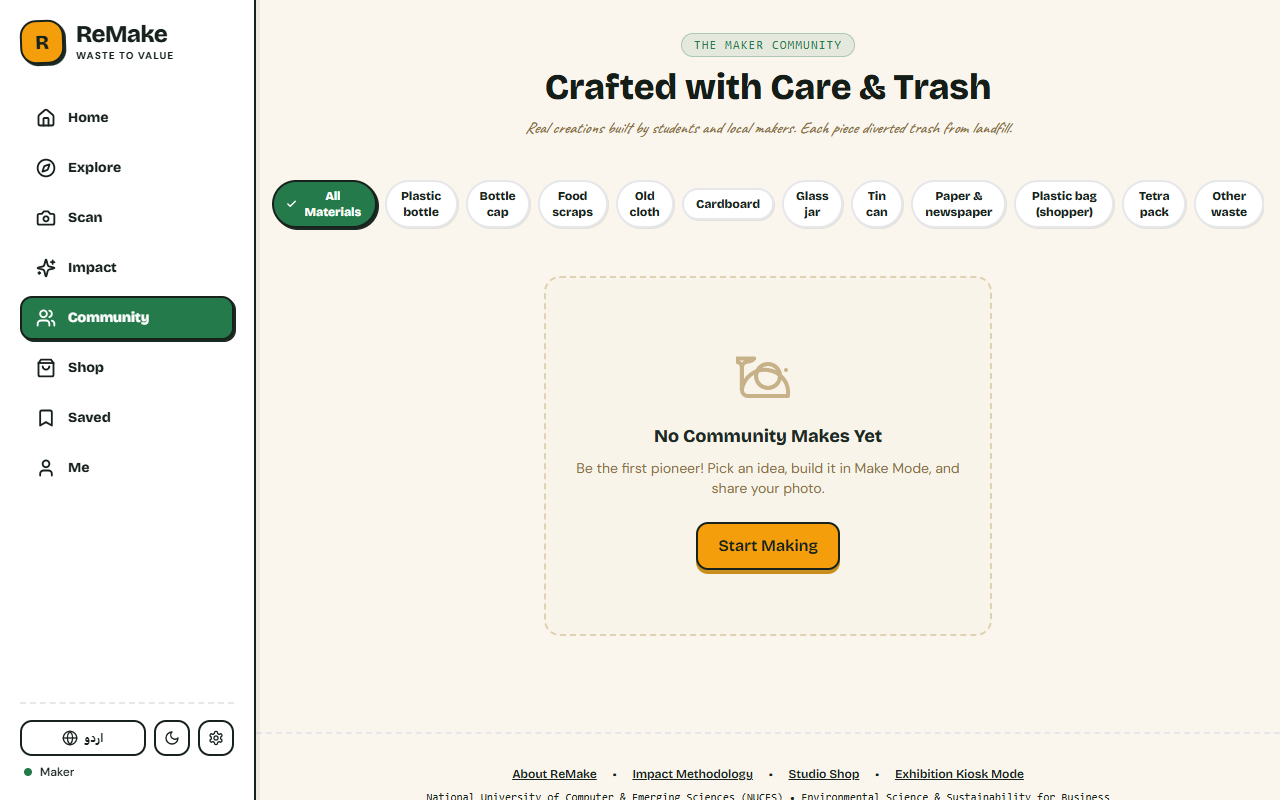 R
ReMake
WASTE TO VALUE
Home
Explore
Scan
Impact
Community
Shop
Saved
Me
اردو
Maker
THE MAKER COMMUNITY
Crafted with Care & Trash
Real creations built by students and local makers. Each piece diverted trash from landfill.
All
Materials
Plastic
bottle
Bottle
cap
Food
scraps
Old
cloth
Cardboard
Glass
jar
Tin
can
Paper &
newspaper
Plastic bag
(shopper)
Tetra
pack
Other
waste
No Community Makes Yet
Be the first pioneer! Pick an idea, build it in Make Mode, and
share your photo.
Start Making
About ReMake • Impact Methodology • Studio Shop • Exhibition Kiosk Mode
National University of Computer & Emerging Sciences (NUCES) • Environmental Science & Sustainability for Business